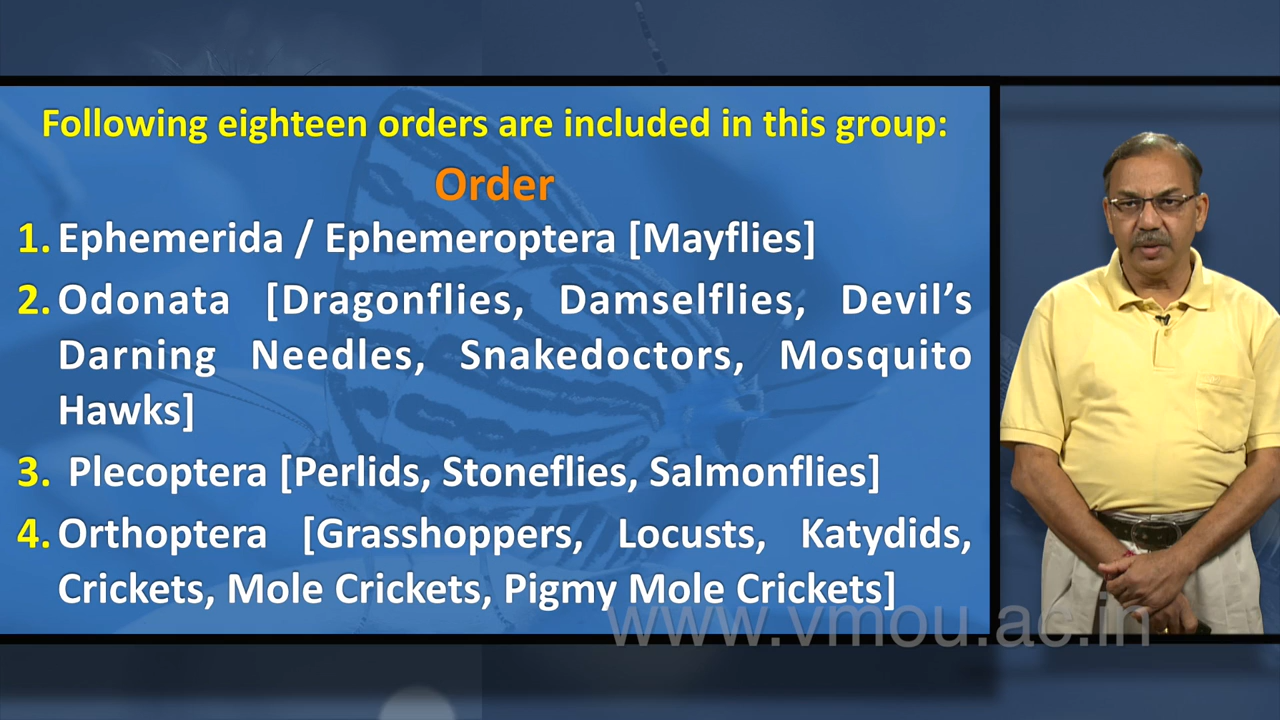 Following eighteen orders are included in this group:
Order
1. Ephemerida / Ephemeroptera [Mayflies]
2. Odonata [Dragonflies, Damselflies, Devil’s
Darning Needles, Snakedoctors, Mosquito
Hawks]
3. Plecoptera [Perlids, Stoneflies, Salmonflies]
4. Orthoptera [Grasshoppers, Locusts, Katydids,
Crickets, Mole Crickets, Pigmy Mole Crickets]
www.vmou.ac.in